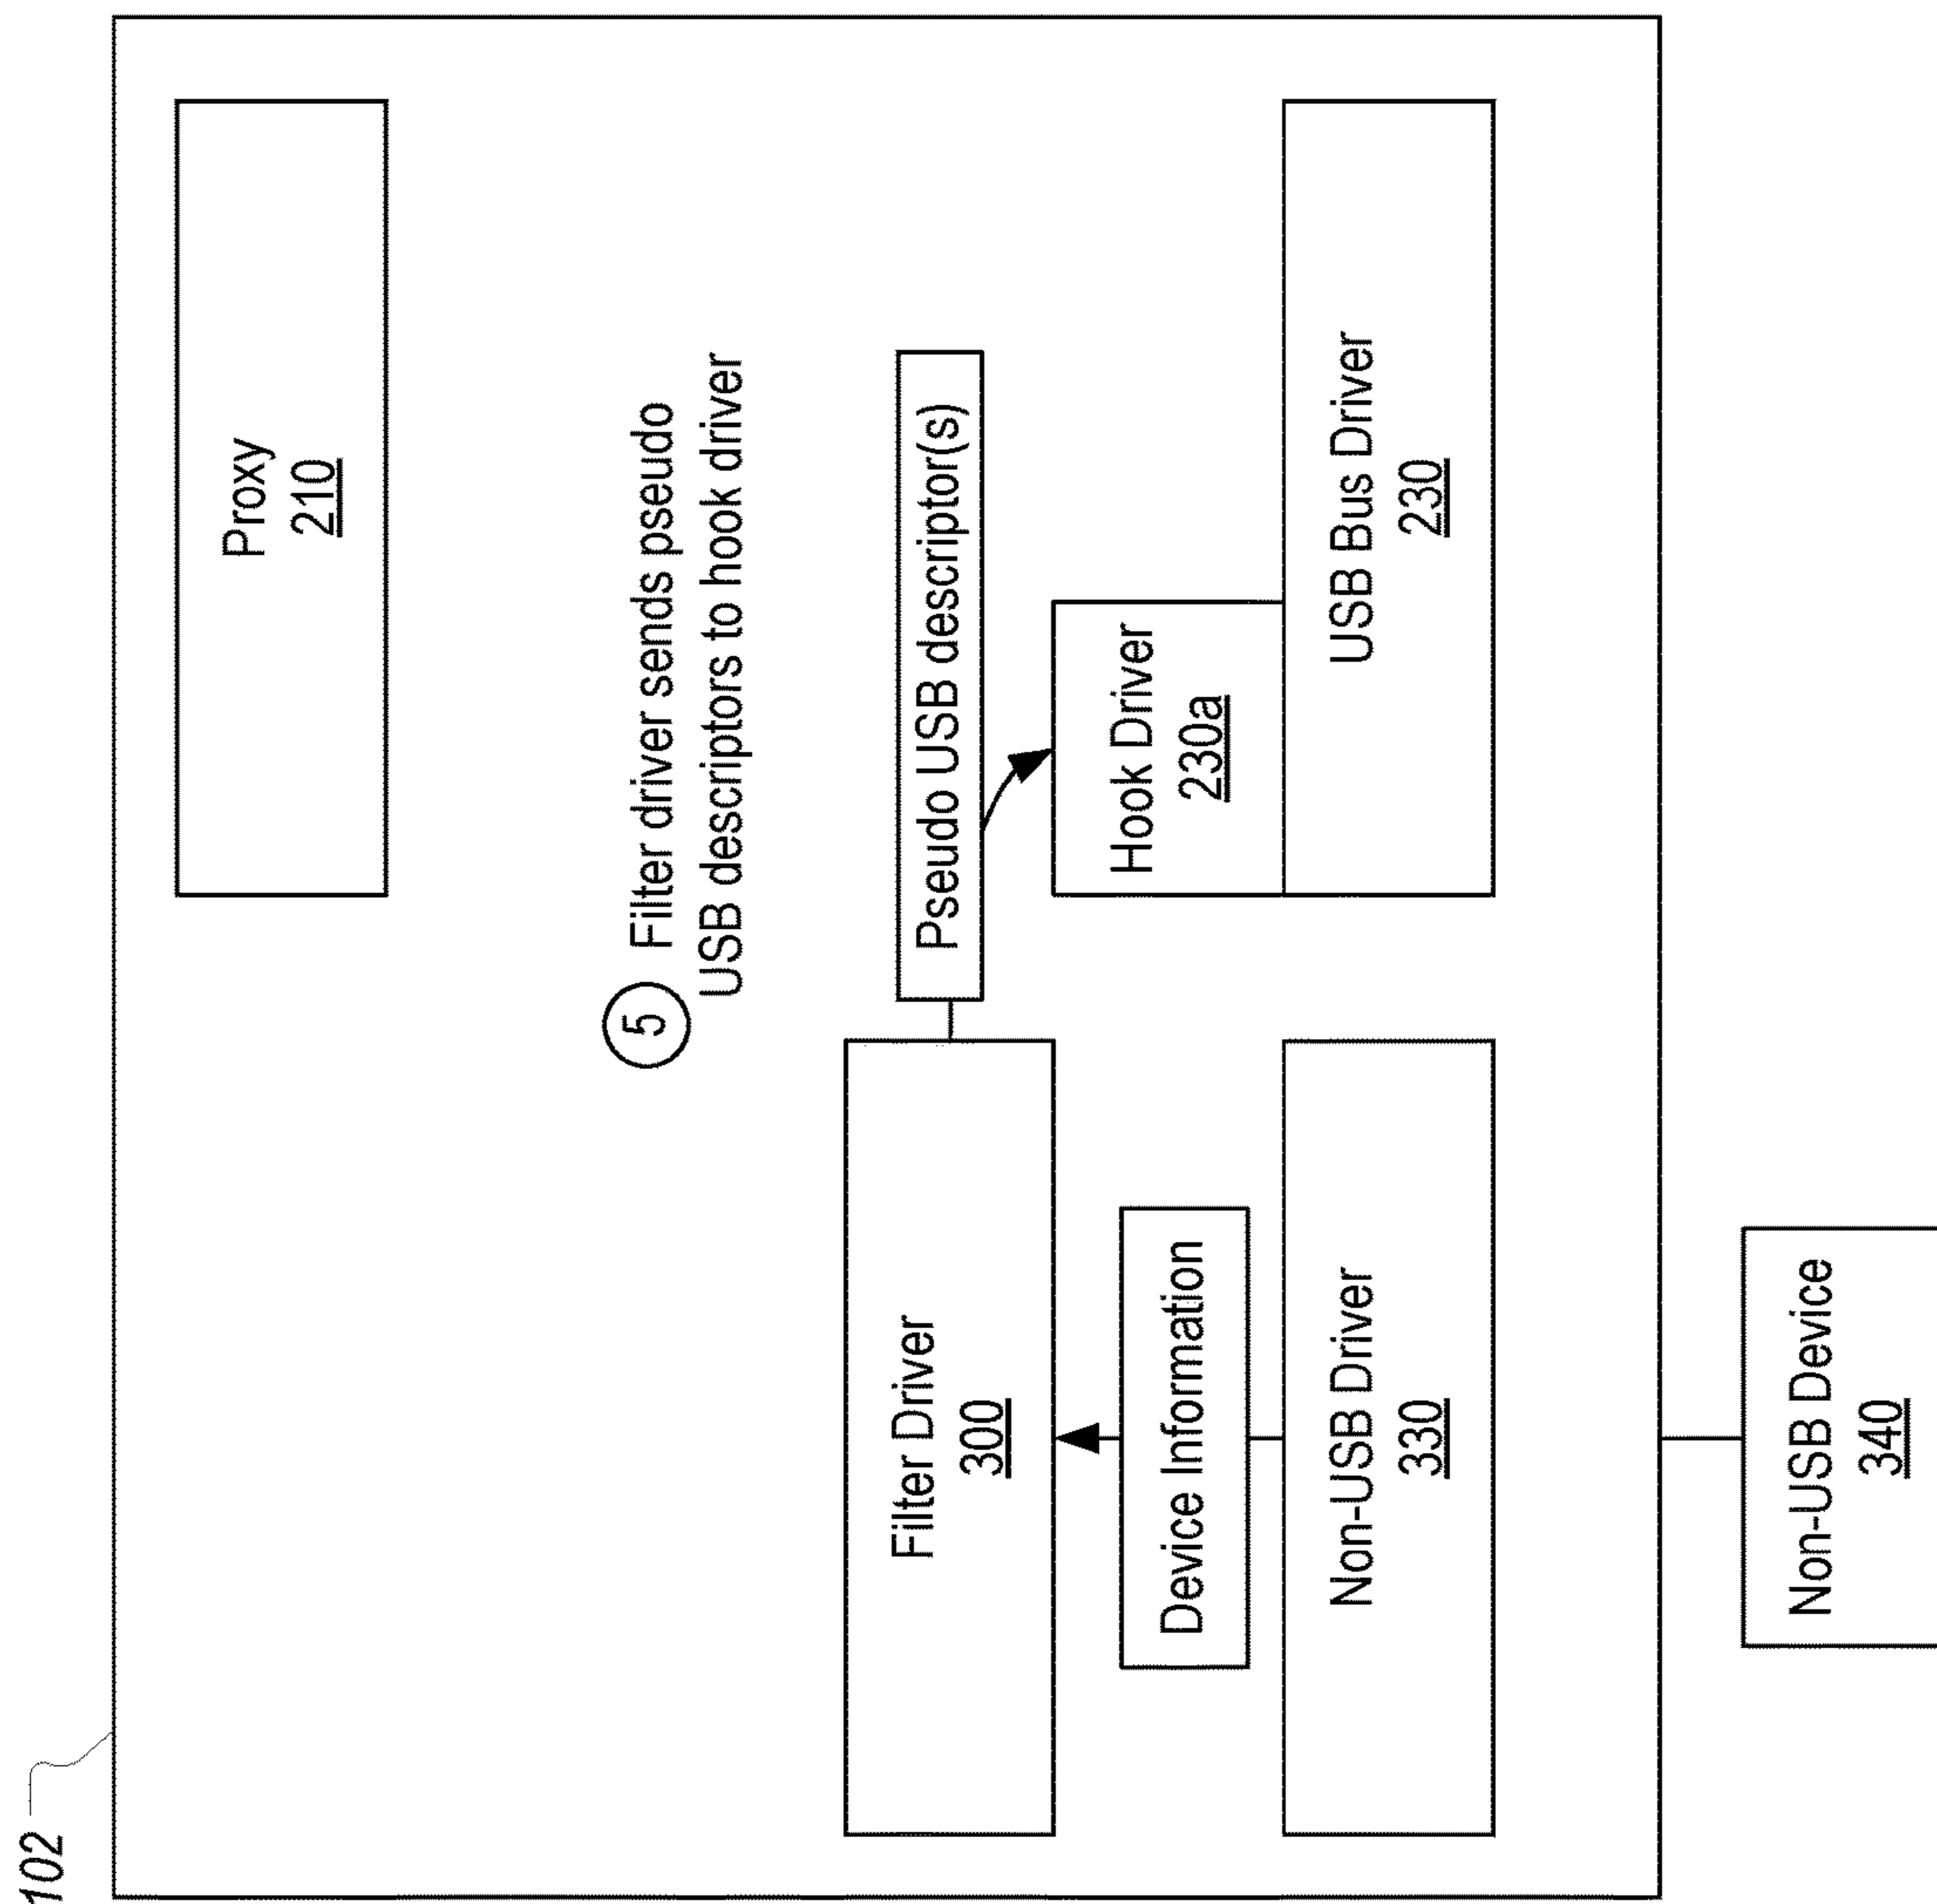 102
Proxy
210
5 Filter driver sends pseudo
USB descriptors to hook driver
Filter Driver
300
Pseudo USB descriptor(s)
Device Information
Hook Driver
230a
Non-USB Driver
330
USB Bus Driver
230
Non-USB Device
340